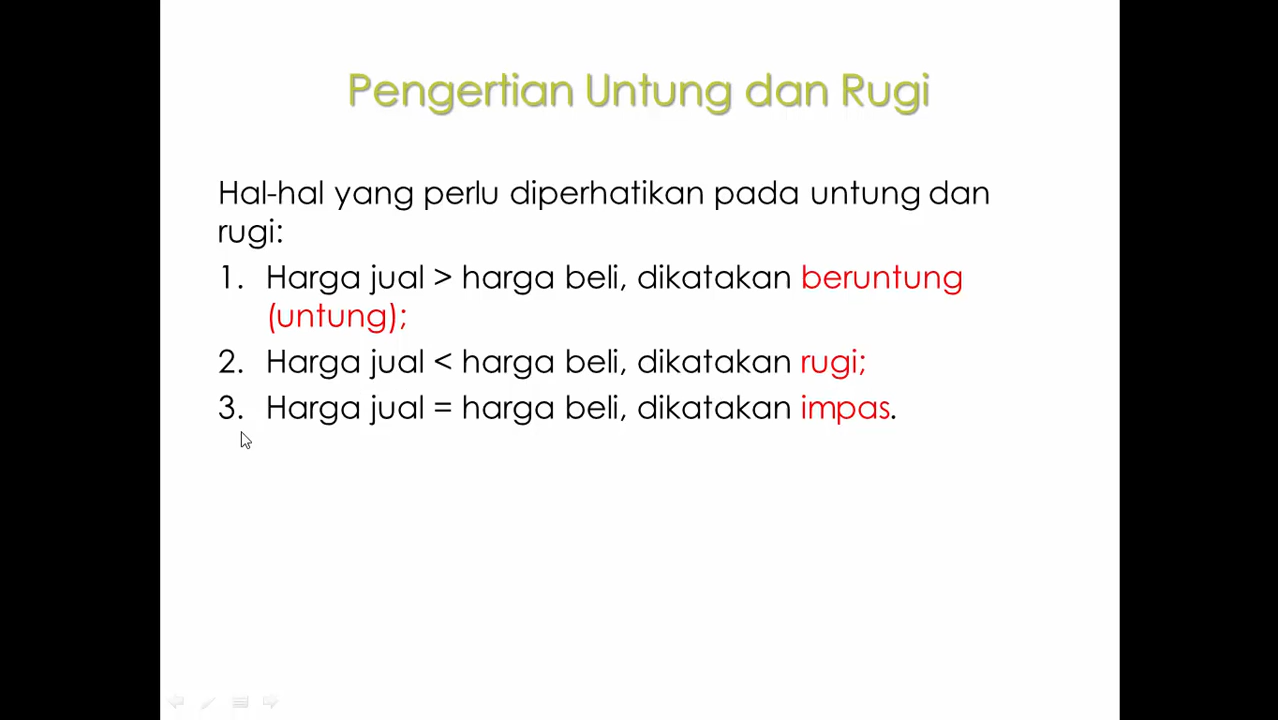 Pengertian Untung dan Rugi
Hal-hal yang perlu diperhatikan pada untung dan
rugi:
1. Harga jual > harga beli, dikatakan beruntung
(untung);
2. Harga jual < harga beli, dikatakan rugi;
3. Harga jual = harga beli, dikatakan impas.